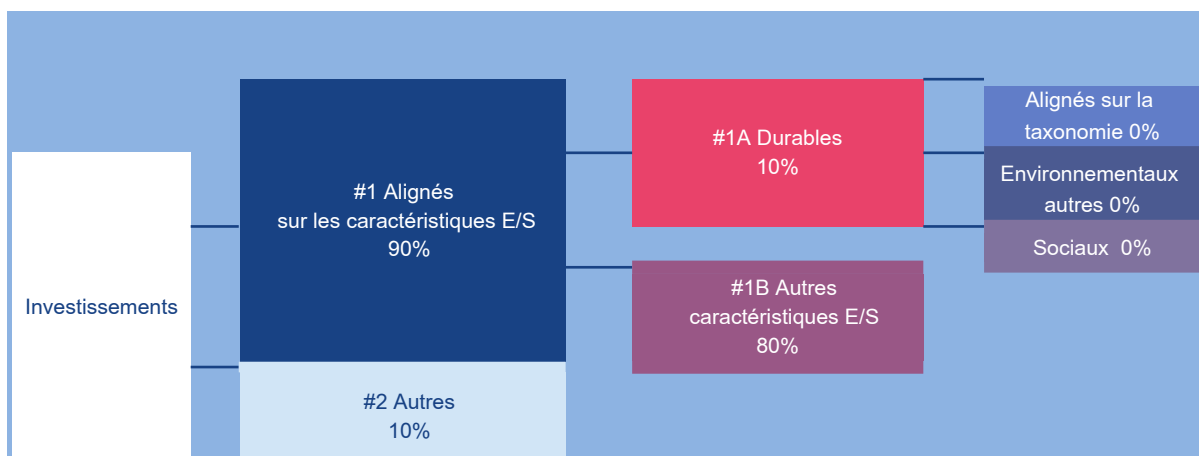 Investissements
#1 Alignés
sur les caractéristiques E/S
90%
#2 Autres
10%
#1A Durables
10%
#1B Autres
caractéristiques E/S
80%
Alignés sur la
taxonomie 0%
Environnementaux
autres 0%
Sociaux 0%